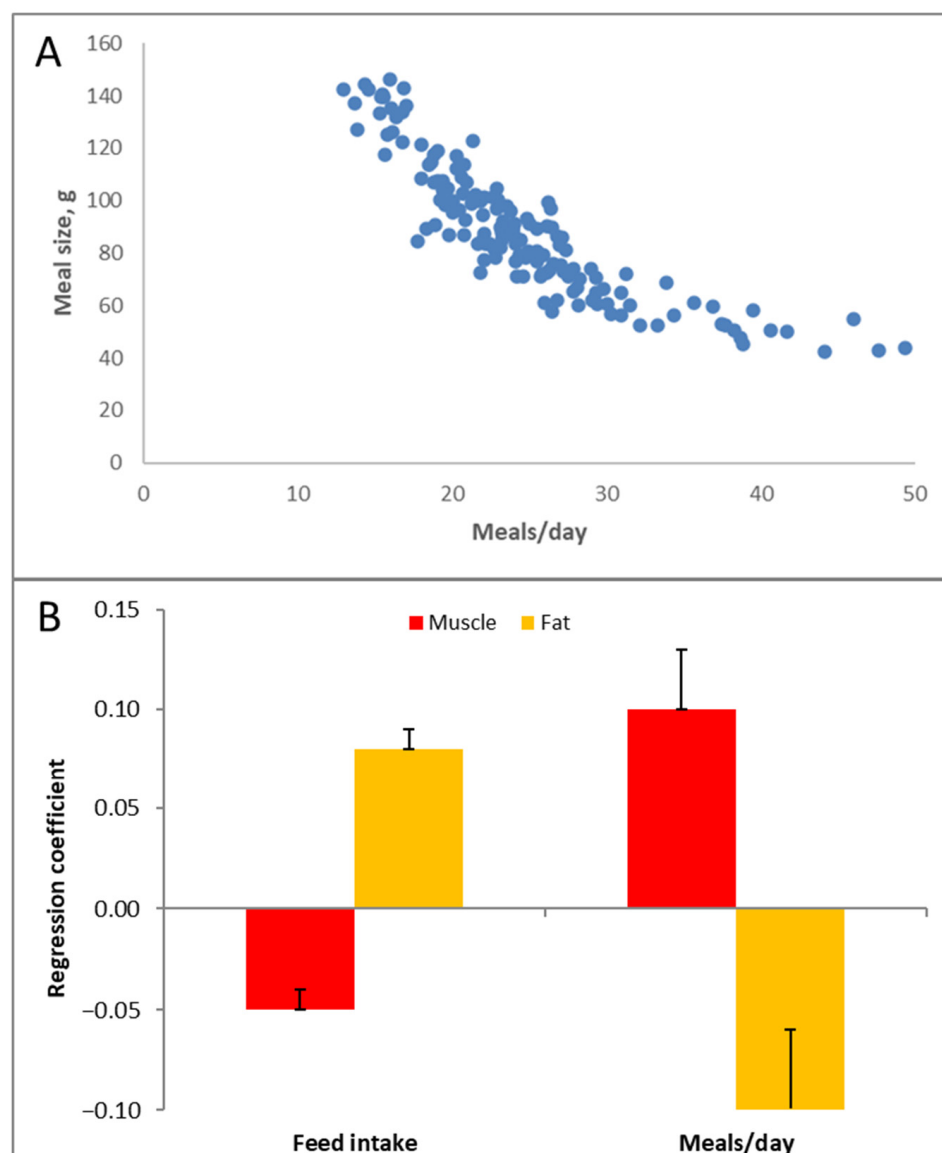 A
160
140
120
100
80
60
40
20
0
Meal size, g
0 10 20 30 40 50
Meals/day
B
Muscle Fat
0.15
0.10
0.05
0.00
−0.05
−0.10
Regression coefficient
Feed intake Meals/day